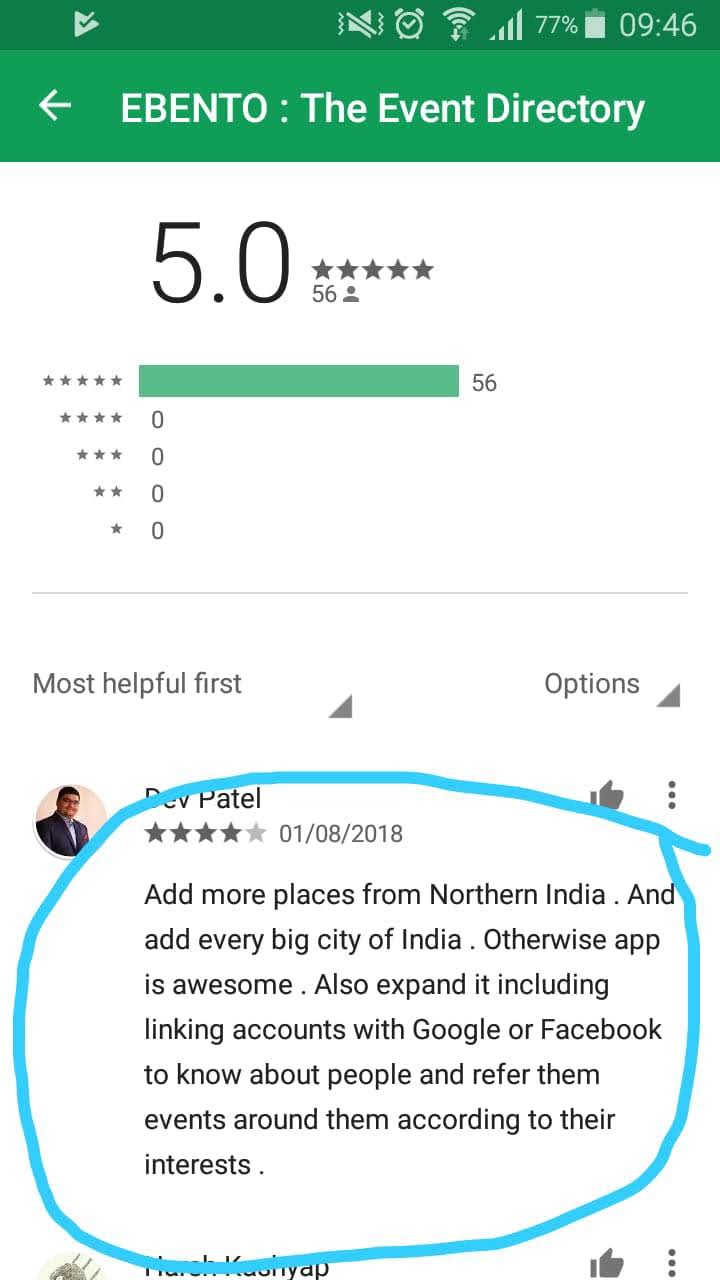 77% 09:46
EBENTO : The Event Directory
5.0
56
56
0
0
0
0
Most helpful first Options
Dev Patel
01/08/2018
Add more places from Northern India . And
add every big city of India . Otherwise app
is awesome . Also expand it including
linking accounts with Google or Facebook
to know about people and refer them
events around them according to their
interests .
Harsh Kashyap